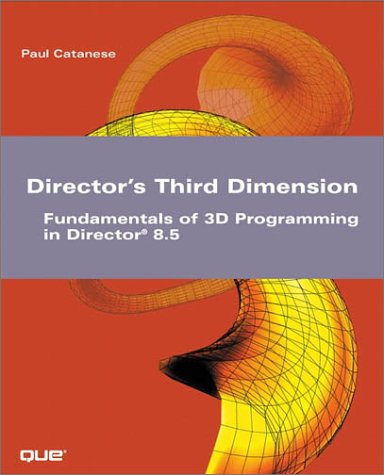 Paul Catanese
Director's Third Dimension
Fundamentals of 3D Programming
in Director® 8.5
QUE®